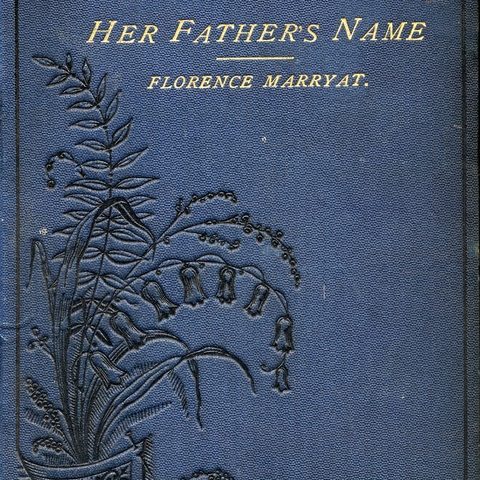 HER FATHER'S NAME
FLORENCE MARRYAT.